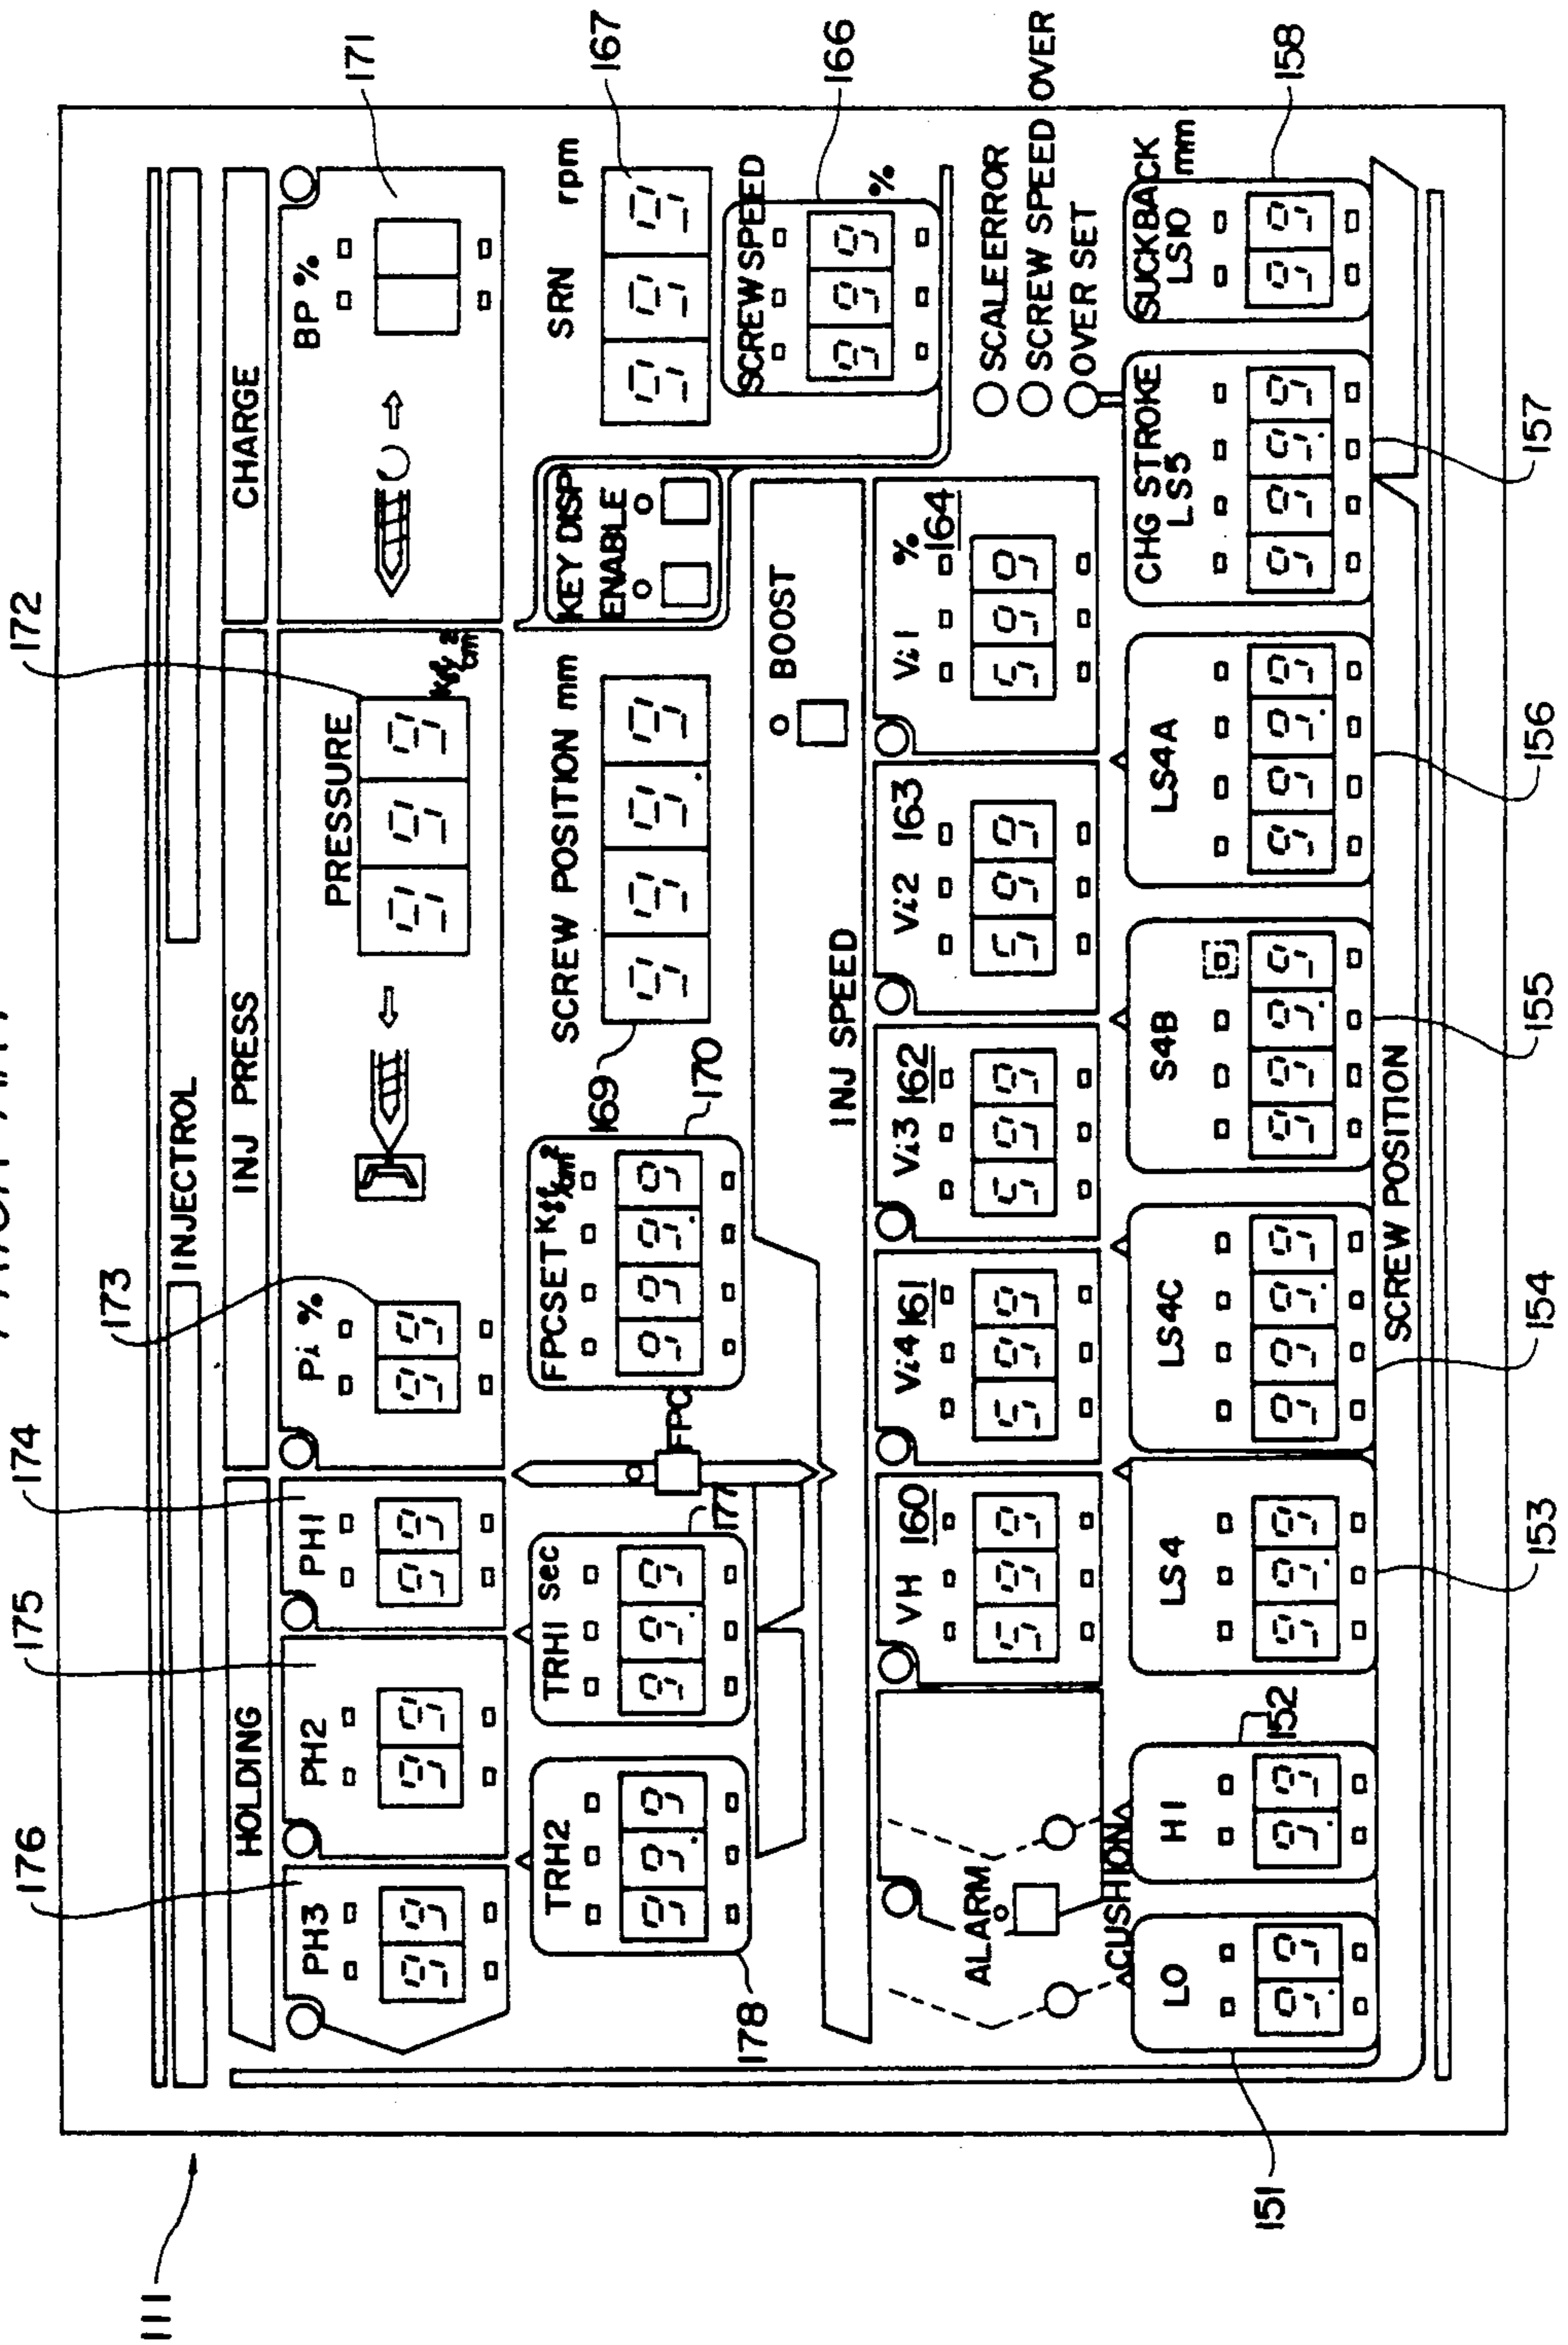 INJECTROL
HOLDING
INJ PRESS
CHARGE
176
175
174
173
172
171
PH3
PH2
PH1
Pi %
PRESSURE
Kgf/cm²
BP %
TRH2
TRH1 sec
FPCSET Kgf/cm²
FPC
SCREW POSITION mm
KEY DISP
ENABLE
SRN rpm
SCREW SPEED
%
178
177
170
169
167
166
BOOST
INJ SPEED
VH 160
Vi4 161
Vi3 162
Vi2 163
Vi1 % 164
SCALE ERROR
SCREW SPEED OVER
OVER SET
ALARM
CUSHION
LO
HI
LS4
LS4C
S4B
LS4A
CHG STROKE
LS5
SUCKBACK
LS10 mm
SCREW POSITION
151
152
153
154
155
156
157
158
111